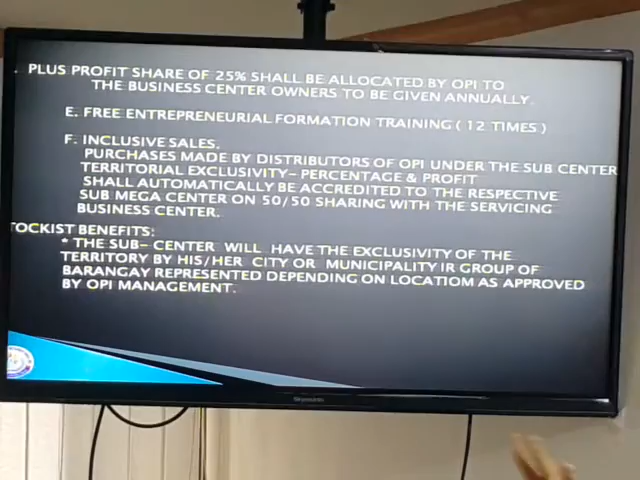 . PLUS PROFIT SHARE OF 25% SHALL BE ALLOCATED BY OPI TO
THE BUSINESS CENTER OWNERS TO BE GIVEN ANNUALLY.
E. FREE ENTREPRENEURIAL FORMATION TRAINING ( 12 TIMES )
F. INCLUSIVE SALES.
PURCHASES MADE BY DISTRIBUTORS OF OPI UNDER THE SUB CENTER
TERRITORIAL EXCLUSIVITY- PERCENTAGE & PROFIT
SHALL AUTOMATICALLY BE ACCREDITED TO THE RESPECTIVE
SUB MEGA CENTER ON 50/50 SHARING WITH THE SERVICING
BUSINESS CENTER.
TOCKIST BENEFITS:
* THE SUB- CENTER WILL HAVE THE EXCLUSIVITY OF THE
TERRITORY BY HIS/HER CITY OR MUNICIPALITY IR GROUP OF
BARANGAY REPRESENTED DEPENDING ON LOCATIOM AS APPROVED
BY OPI MANAGEMENT.